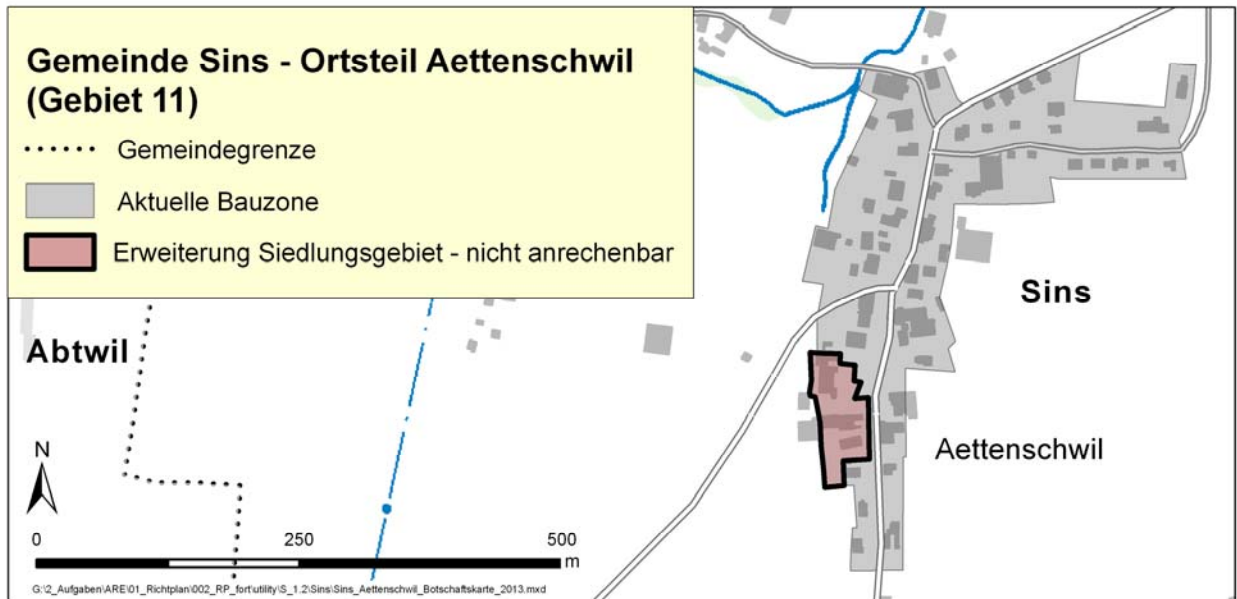 Gemeinde Sins - Ortsteil Aettenschwil
(Gebiet 11)
Gemeindegrenze
Aktuelle Bauzone
Erweiterung Siedlungsgebiet - nicht anrechenbar
Sins
Abtwil
Aettenschwil
N
0 250 500
m
G:\2_Aufgaben\ARE\01_Richtplan\002_RP_fort\utility\S_1.2\Sins\Sins_Aettenschwil_Botschaftskarte_2013.mxd